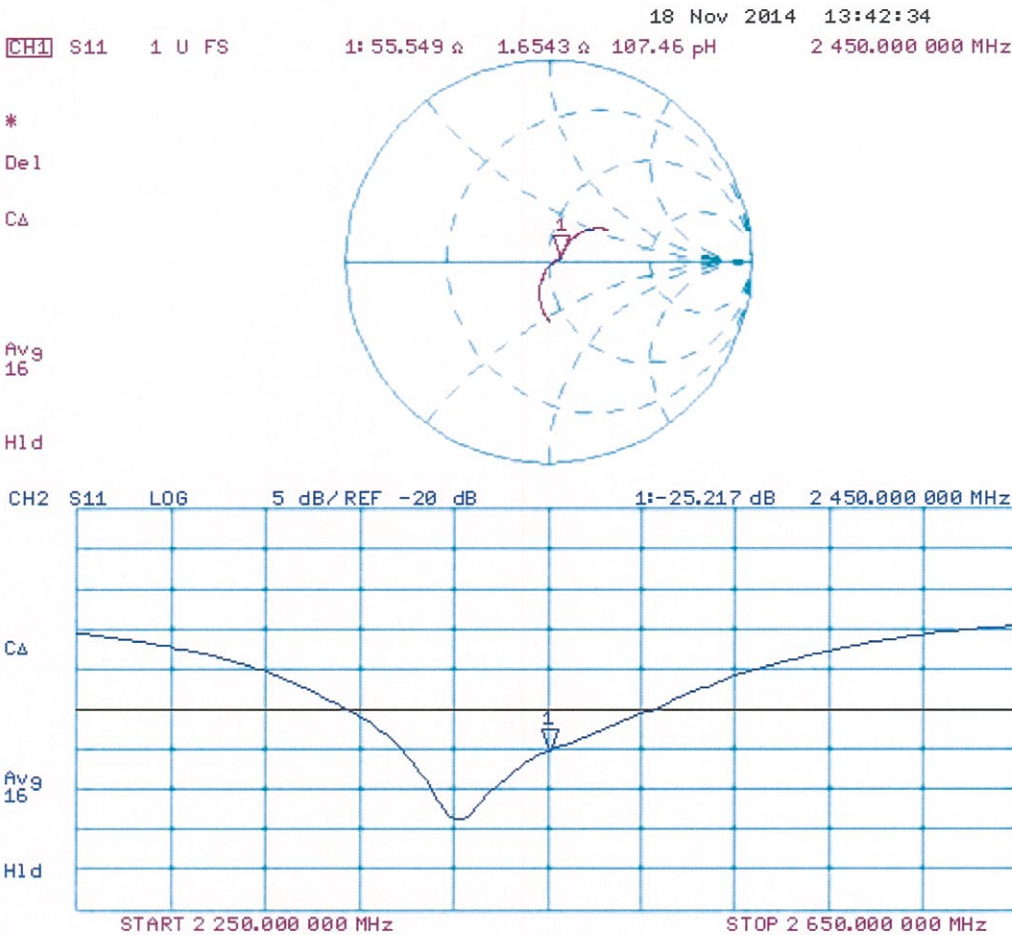 18 Nov 2014 13:42:34
CH1 S11 1 U FS 1: 55.549 Ω 1.6543 Ω 107.46 pH 2 450.000 000 MHz
*
Del
CΔ
1
Avg
16
Hld
CH2 S11 LOG 5 dB/REF -20 dB 1:-25.217 dB 2 450.000 000 MHz
CΔ
1
Avg
16
Hld
START 2 250.000 000 MHz STOP 2 650.000 000 MHz